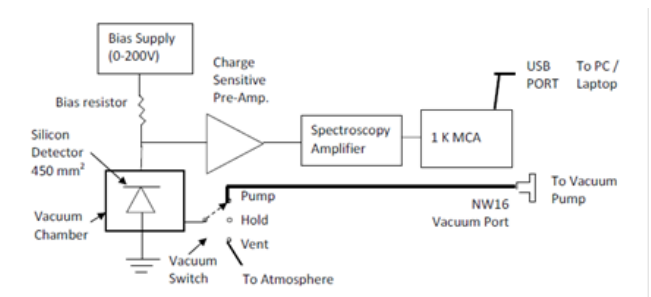 Bias Supply
(0-200V)
Charge
Sensitive
Pre-Amp.
USB
PORT
To PC /
Laptop
Bias resistor
Silicon
Detector
450 mm²
Spectroscopy
Amplifier
1 K MCA
Pump
To Vacuum
Pump
NW16
Vacuum Port
Hold
Vacuum
Chamber
Vent
Vacuum
Switch
To Atmosphere